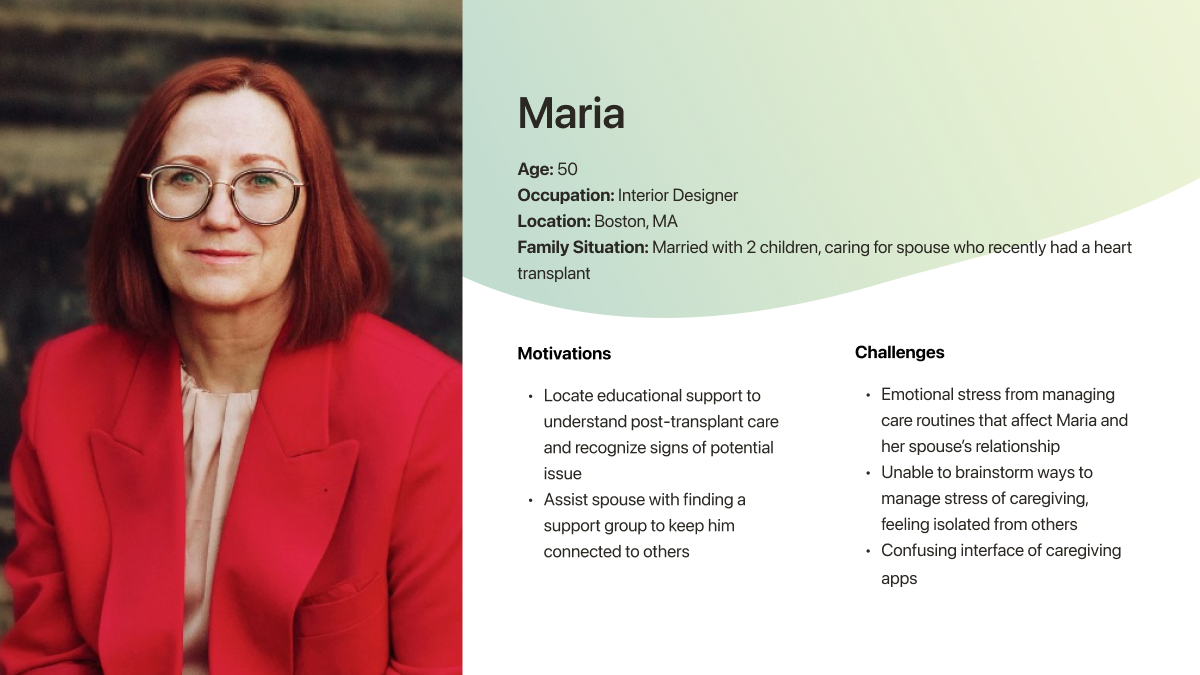 Maria
Age: 50
Occupation: Interior Designer
Location: Boston, MA
Family Situation: Married with 2 children, caring for spouse who recently had a heart
transplant
Motivations
• Locate educational support to
understand post-transplant care
and recognize signs of potential
issue
• Assist spouse with finding a
support group to keep him
connected to others
Challenges
• Emotional stress from managing
care routines that affect Maria and
her spouse’s relationship
• Unable to brainstorm ways to
manage stress of caregiving,
feeling isolated from others
• Confusing interface of caregiving
apps